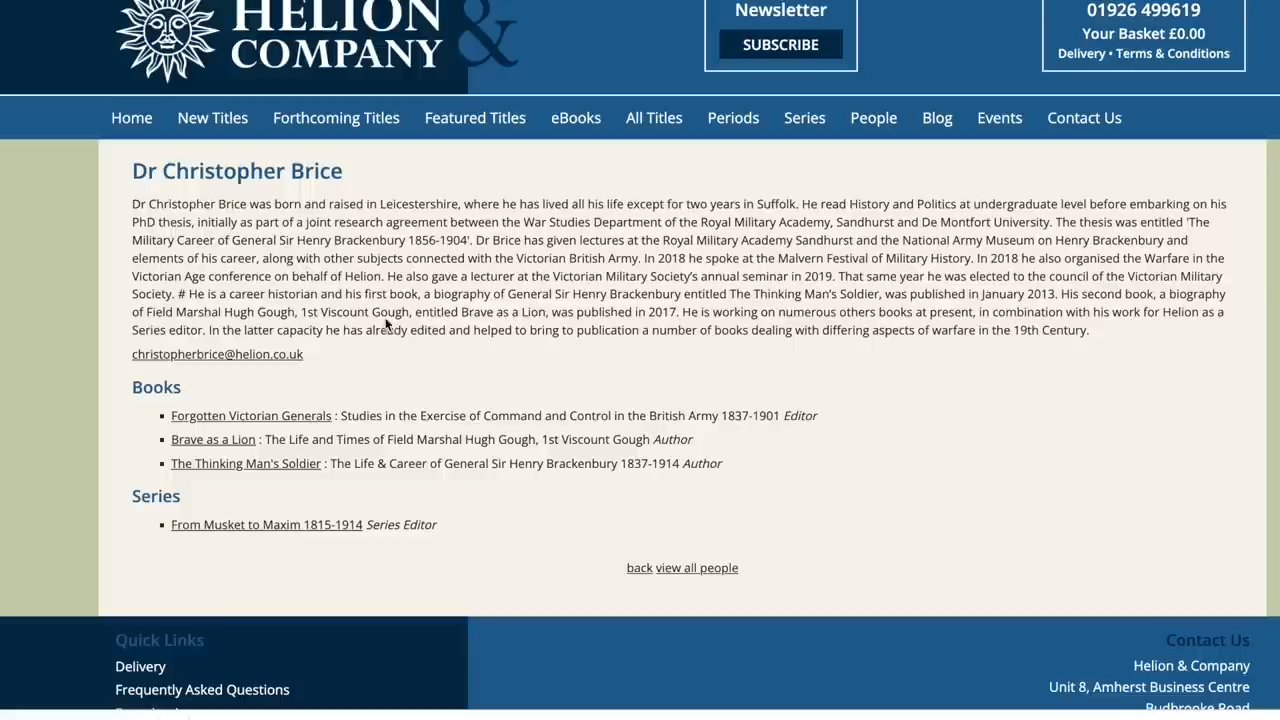 HELION
COMPANY &
Newsletter
SUBSCRIBE
01926 499619
Your Basket £0.00
Delivery • Terms & Conditions
Home New Titles Forthcoming Titles Featured Titles eBooks All Titles Periods Series People Blog Events Contact Us
Dr Christopher Brice
Dr Christopher Brice was born and raised in Leicestershire, where he has lived all his life except for two years in Suffolk. He read History and Politics at undergraduate level before embarking on his
PhD thesis, initially as part of a joint research agreement between the War Studies Department of the Royal Military Academy, Sandhurst and De Montfort University. The thesis was entitled 'The
Military Career of General Sir Henry Brackenbury 1856-1904'. Dr Brice has given lectures at the Royal Military Academy Sandhurst and the National Army Museum on Henry Brackenbury and
elements of his career, along with other subjects connected with the Victorian British Army. In 2018 he spoke at the Malvern Festival of Military History. In 2018 he also organised the Warfare in the
Victorian Age conference on behalf of Helion. He also gave a lecturer at the Victorian Military Society's annual seminar in 2019. That same year he was elected to the council of the Victorian Military
Society. # He is a career historian and his first book, a biography of General Sir Henry Brackenbury entitled The Thinking Man's Soldier, was published in January 2013. His second book, a biography
of Field Marshal Hugh Gough, 1st Viscount Gough, entitled Brave as a Lion, was published in 2017. He is working on numerous others books at present, in combination with his work for Helion as a
Series editor. In the latter capacity he has already edited and helped to bring to publication a number of books dealing with differing aspects of warfare in the 19th Century.
christopherbrice@helion.co.uk
Books
▪ Forgotten Victorian Generals : Studies in the Exercise of Command and Control in the British Army 1837-1901 Editor
▪ Brave as a Lion : The Life and Times of Field Marshal Hugh Gough, 1st Viscount Gough Author
▪ The Thinking Man's Soldier : The Life & Career of General Sir Henry Brackenbury 1837-1914 Author
Series
▪ From Musket to Maxim 1815-1914 Series Editor
back view all people
Quick Links
Delivery
Frequently Asked Questions
Contact Us
Helion & Company
Unit 8, Amherst Business Centre
Budbrooke Road